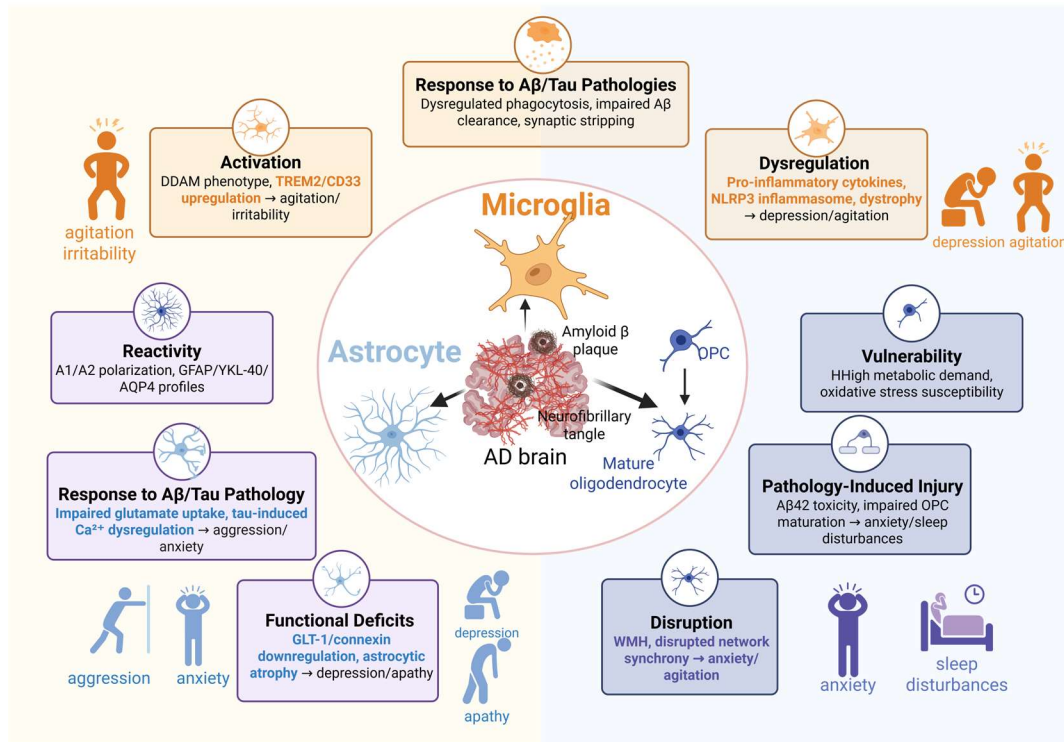 Response to Aβ/Tau Pathologies
Dysregulated phagocytosis, impaired Aβ
clearance, synaptic stripping
Activation
DDAM phenotype, TREM2/CD33
upregulation → agitation/
irritability
agitation
irritability
Dysregulation
Pro-inflammatory cytokines,
NLRP3 inflammasome, dystrophy
→ depression/agitation
depression
agitation
Microglia
Astrocyte
Amyloid β
plaque
OPC
Neurofibrillary
tangle
AD brain
Mature
oligodendrocyte
Reactivity
A1/A2 polarization, GFAP/YKL-40/
AQP4 profiles
Vulnerability
HHigh metabolic demand,
oxidative stress susceptibility
Response to Aβ/Tau Pathology
Impaired glutamate uptake, tau-induced
Ca²⁺ dysregulation → aggression/
anxiety
Pathology-Induced Injury
Aβ42 toxicity, impaired OPC
maturation → anxiety/sleep
disturbances
aggression
anxiety
Functional Deficits
GLT-1/connexin
downregulation, astrocytic
atrophy → depression/apathy
depression
apathy
Disruption
WMH, disrupted network
synchrony → anxiety/
agitation
anxiety
sleep
disturbances